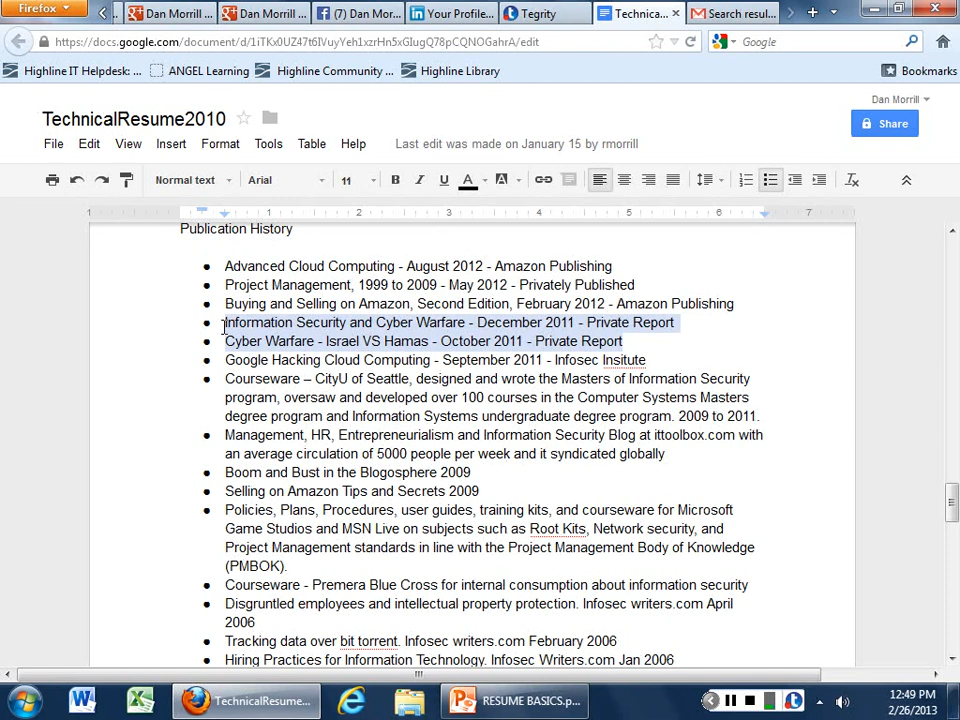 Firefox
Dan Morrill ...
Dan Morrill ...
(7) Dan Mor...
Your Profile...
Tegrity
Technica...
Search resul...
https://docs.google.com/document/d/1iTKx0UZ47t6IVuyYeh1xzrHn5xGIugQ78pCQNOGahrA/edit
Google
Highline IT Helpdesk: ...
ANGEL Learning
Highline Community ...
Highline Library
Bookmarks
Dan Morrill
TechnicalResume2010
Share
File Edit View Insert Format Tools Table Help
Last edit was made on January 15 by rmorrill
Normal text Arial 11 B I U A A
1 1 2 3 4 5 6 7
Publication History
Advanced Cloud Computing - August 2012 - Amazon Publishing
Project Management, 1999 to 2009 - May 2012 - Privately Published
Buying and Selling on Amazon, Second Edition, February 2012 - Amazon Publishing
Information Security and Cyber Warfare - December 2011 - Private Report
Cyber Warfare - Israel VS Hamas - October 2011 - Private Report
Google Hacking Cloud Computing - September 2011 - Infosec Insitute
Courseware – CityU of Seattle, designed and wrote the Masters of Information Security
program, oversaw and developed over 100 courses in the Computer Systems Masters
degree program and Information Systems undergraduate degree program. 2009 to 2011.
Management, HR, Entrepreneurialism and Information Security Blog at ittoolbox.com with
an average circulation of 5000 people per week and it syndicated globally
Boom and Bust in the Blogosphere 2009
Selling on Amazon Tips and Secrets 2009
Policies, Plans, Procedures, user guides, training kits, and courseware for Microsoft
Game Studios and MSN Live on subjects such as Root Kits, Network security, and
Project Management standards in line with the Project Management Body of Knowledge
(PMBOK).
Courseware - Premera Blue Cross for internal consumption about information security
Disgruntled employees and intellectual property protection. Infosec writers.com April
2006
Tracking data over bit torrent. Infosec writers.com February 2006
Hiring Practices for Information Technology. Infosec Writers.com Jan 2006
TechnicalResume...
RESUME BASICS.p...
12:49 PM
2/26/2013